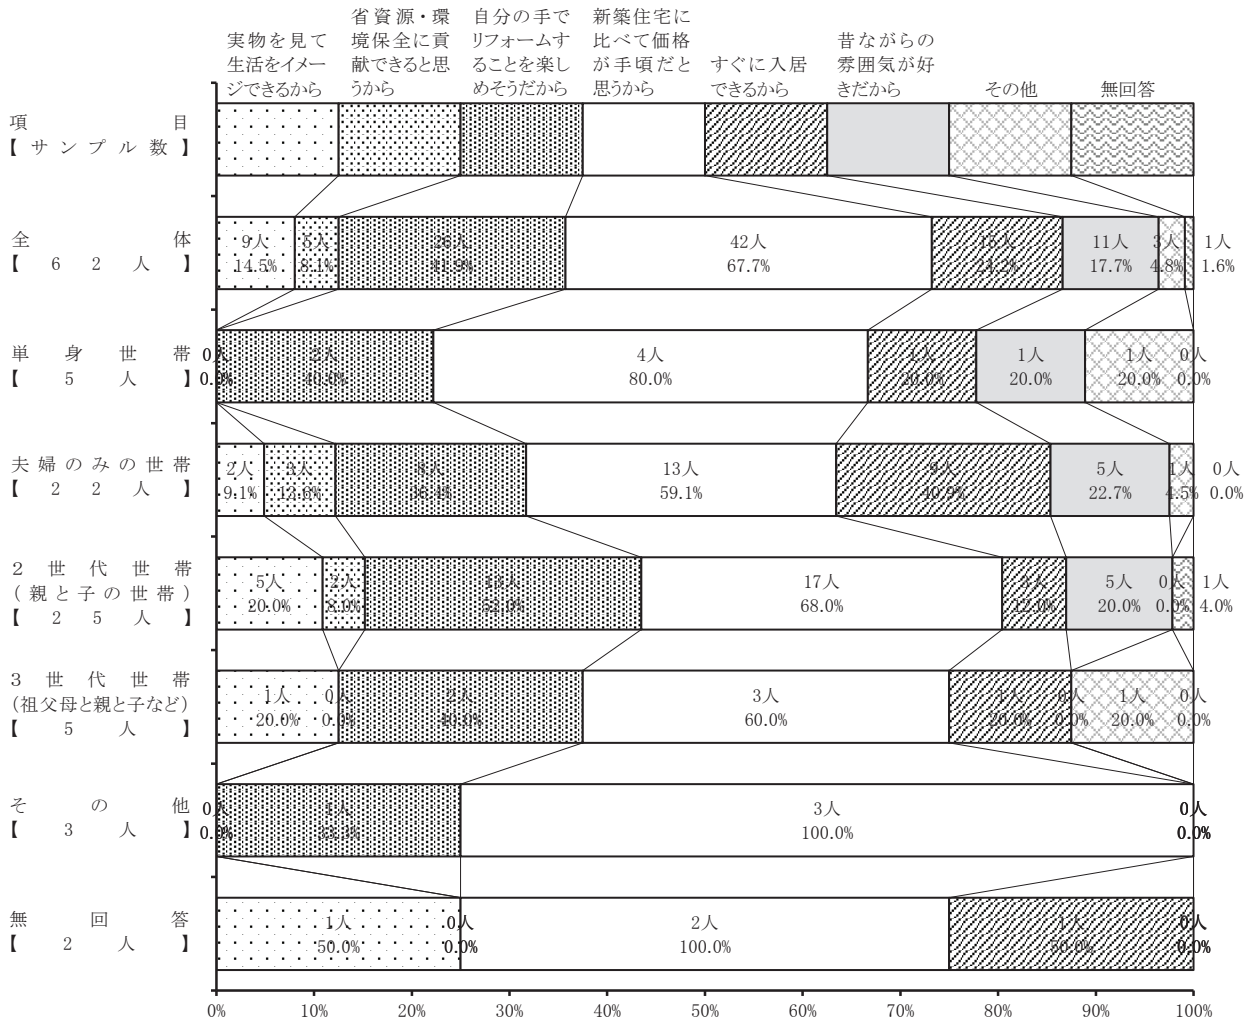 実物を見て
生活をイメー
ジできるから
省資源・環
境保全に貢
献できると思
うから
自分の手で
リフォームす
ることを楽し
めそうだから
新築住宅に
比べて価格
が手頃だと
思うから
すぐに入居
できるから
昔ながらの
雰囲気が好
きだから
その他
無回答
項目
【サンプル数】
全体
【62人】
9人 5人 26人 42人 15人 11人 3人 1人
14.5% 8.1% 41.9% 67.7% 24.2% 17.7% 4.8% 1.6%
単身世帯
【5人】
0人 2人 4人 1人 1人 1人 0人
0.0% 40.0% 80.0% 20.0% 20.0% 20.0% 0.0%
夫婦のみの世帯
【22人】
2人 3人 8人 13人 9人 5人 1人 0人
9.1% 13.6% 36.4% 59.1% 40.9% 22.7% 4.5% 0.0%
2世代世帯
(親と子の世帯)
【25人】
5人 2人 13人 17人 3人 5人 0人 1人
20.0% 8.0% 52.0% 68.0% 12.0% 20.0% 0.0% 4.0%
3世代世帯
(祖父母と親と子など)
【5人】
1人 0人 2人 3人 1人 0人 1人 0人
20.0% 0.0% 40.0% 60.0% 20.0% 0.0% 20.0% 0.0%
その他
【3人】
0人 1人 3人 0人
0.0% 33.3% 100.0% 0.0%
無回答
【2人】
1人 0人 2人 1人 0人
50.0% 0.0% 100.0% 50.0% 0.0%
0% 10% 20% 30% 40% 50% 60% 70% 80% 90% 100%